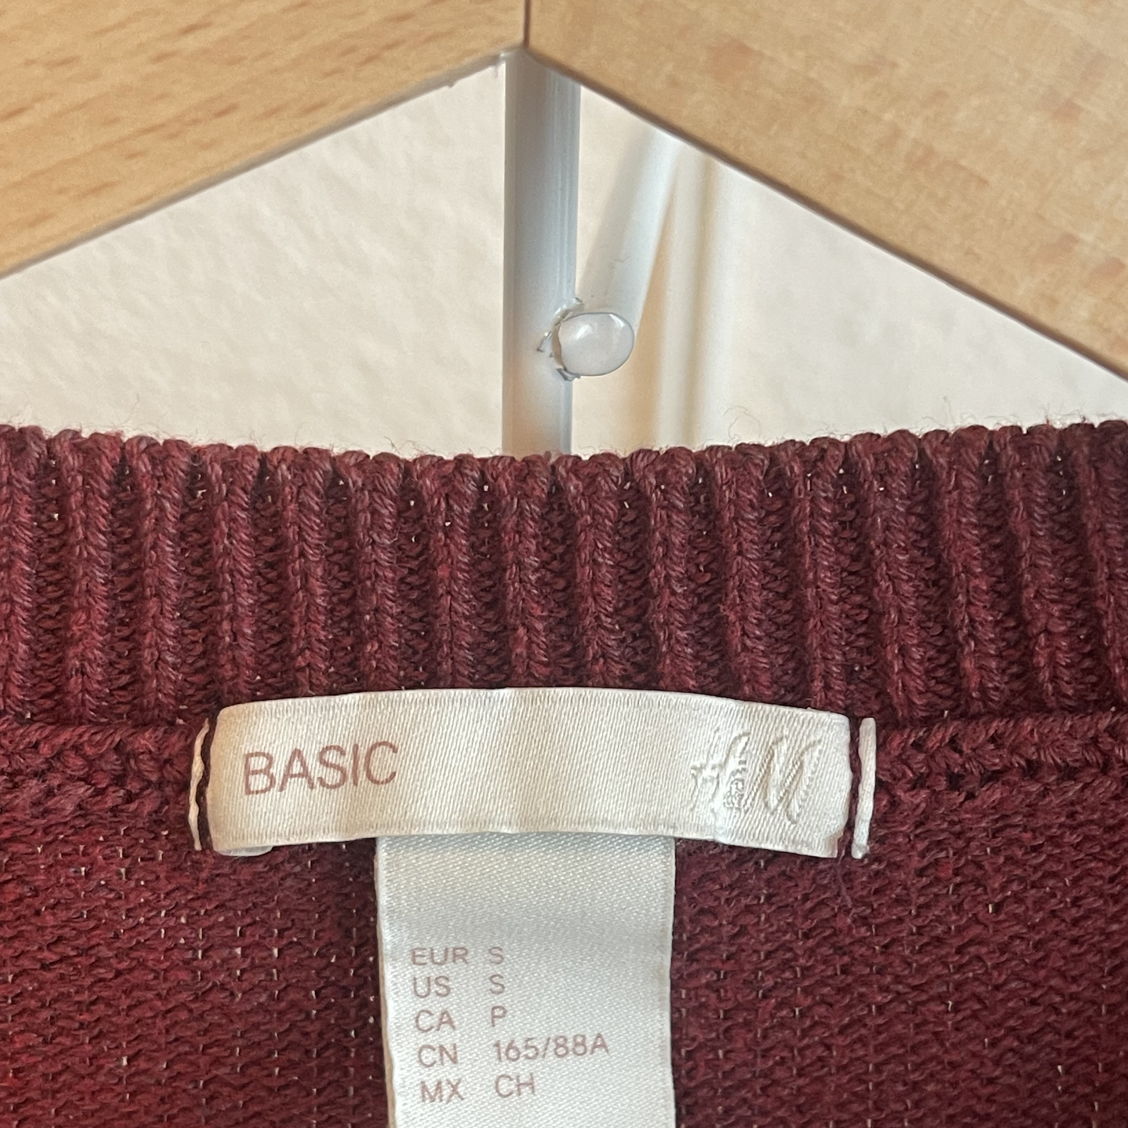 BASIC
H&M
EUR S
US S
CA P
CN 165/88A
MX CH